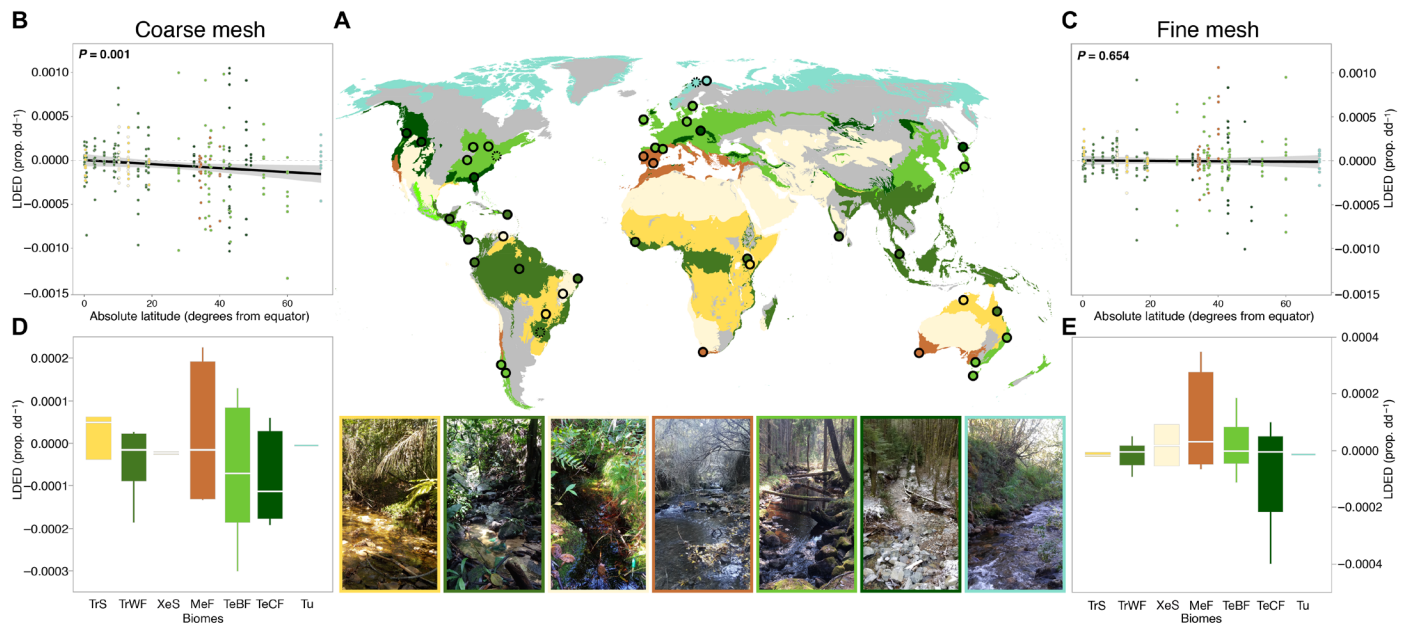 B
Coarse mesh
A
C
Fine mesh
P = 0.001
0.0010
0.0005
0.0000
−0.0005
−0.0010
−0.0015
LDED (prop. dd⁻¹)
0
20
40
60
Absolute latitude (degrees from equator)
P = 0.654
0.0010
0.0005
0.0000
−0.0005
−0.0010
−0.0015
LDED (prop. dd⁻¹)
0
20
40
60
Absolute latitude (degrees from equator)
D
0.0002
0.0001
0.0000
−0.0001
−0.0002
−0.0003
LDED (prop. dd⁻¹)
TrS TrWF XeS MeF TeBF TeCF Tu
Biomes
E
0.0004
0.0002
0.0000
−0.0002
−0.0004
LDED (prop. dd⁻¹)
TrS TrWF XeS MeF TeBF TeCF Tu
Biomes